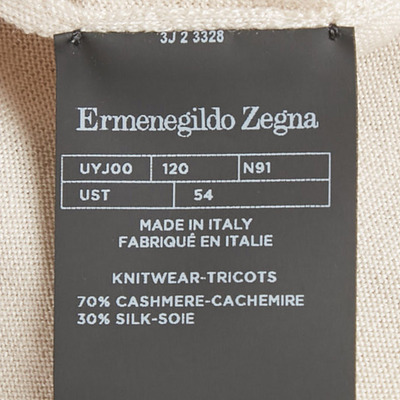 3J 2 3328
Ermenegildo Zegna
UYJ00 120 N91
UST 54
MADE IN ITALY
FABRIQUÉ EN ITALIE
KNITWEAR-TRICOTS
70% CASHMERE-CACHEMIRE
30% SILK-SOIE